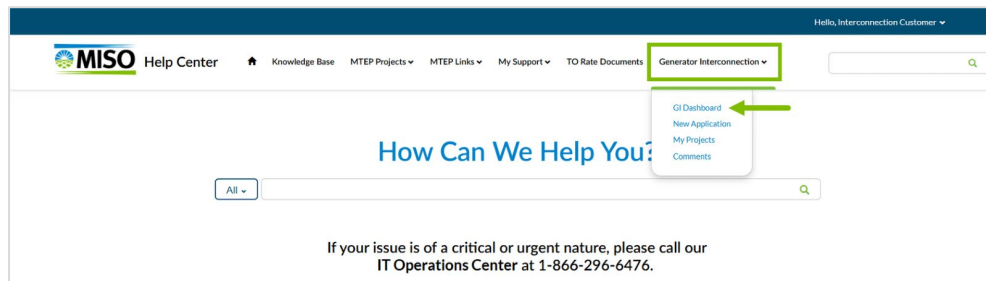 Hello, Interconnection Customer
MISO Help Center Knowledge Base MTEP Projects MTEP Links My Support TO Rate Documents Generator Interconnection
GI Dashboard
New Application
My Projects
Comments
How Can We Help You?
All
If your issue is of a critical or urgent nature, please call our
IT Operations Center at 1-866-296-6476.